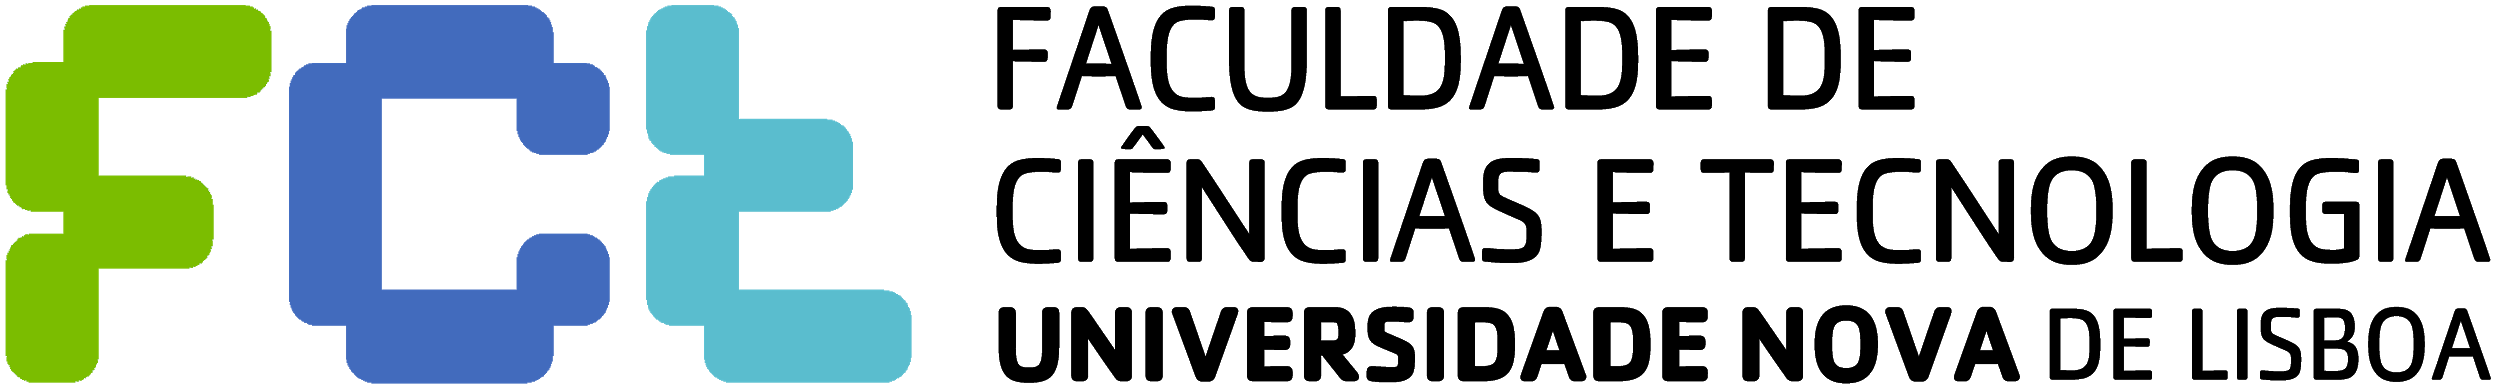 FCt
FACULDADE DE
CIÊNCIAS E TECNOLOGIA
UNIVERSIDADE NOVA DE LISBOA